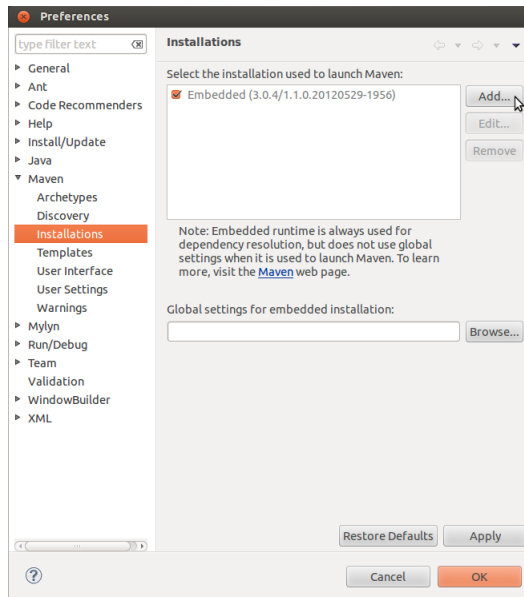 Preferences
type filter text
General
Ant
Code Recommenders
Help
Install/Update
Java
Maven
Archetypes
Discovery
Installations
Templates
User Interface
User Settings
Warnings
Mylyn
Run/Debug
Team
Validation
WindowBuilder
XML
Installations
Select the installation used to launch Maven:
Embedded (3.0.4/1.1.0.20120529-1956)
Add...
Edit...
Remove
Note: Embedded runtime is always used for
dependency resolution, but does not use global
settings when it is used to launch Maven. To learn
more, visit the Maven web page.
Global settings for embedded installation:
Browse...
Restore Defaults
Apply
Cancel
OK